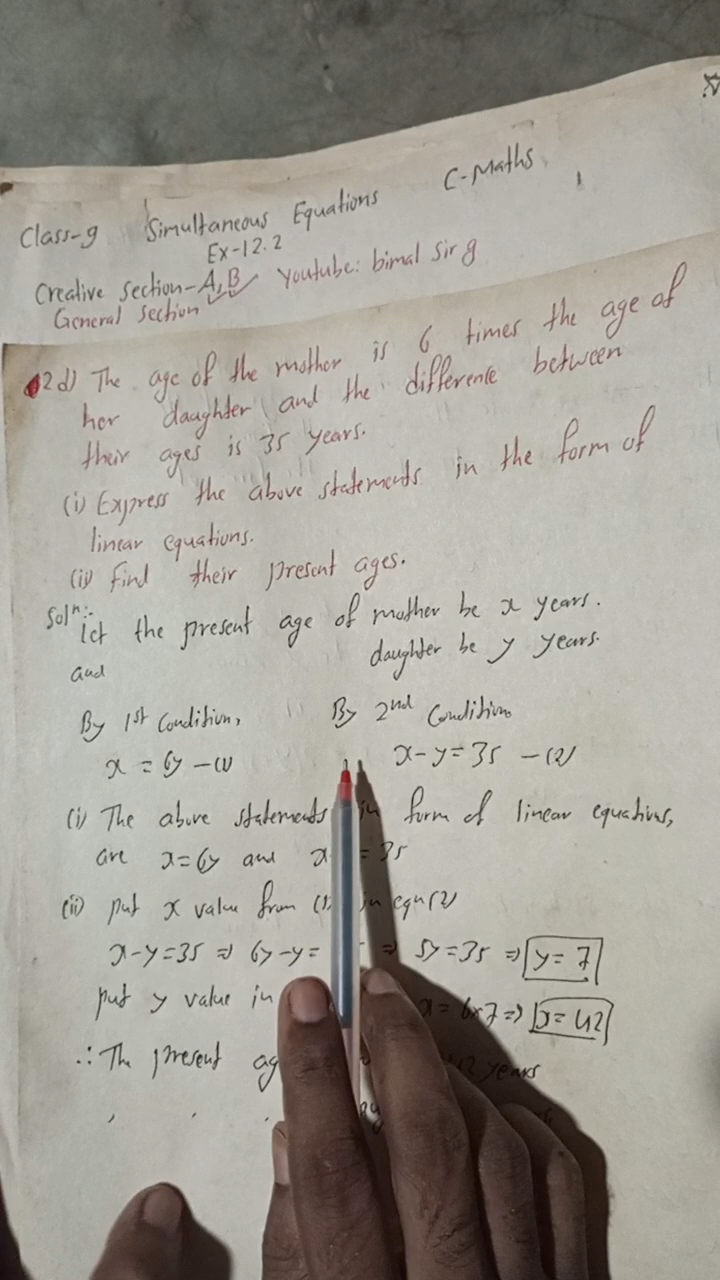 C-Maths
Class-9 Simultaneous Equations
Ex-12.2
Creative section-A,B Youtube: bimal Sir g
General section
2d) The age of the mother is 6 times the age of
her daughter and the difference between
their ages is 35 years.
(i) Express the above statements in the form of
linear equations.
(ii) find their present ages.
Solⁿ:-
let the present age of mother be x years.
and daughter be y years.
By 1st Condition, By 2nd Condition,
x = 6y -(1) x-y=35 -(2)
(i) The above statements in form of linear equations,
are x=6y and x = 35
(ii) put x value from (1) in eqn(2)
x-y=35 ⇒ 6y-y= ⇒ 5y=35 ⇒ y=7
put y value in x= 6x7 ⇒ x=42
∴ The present years